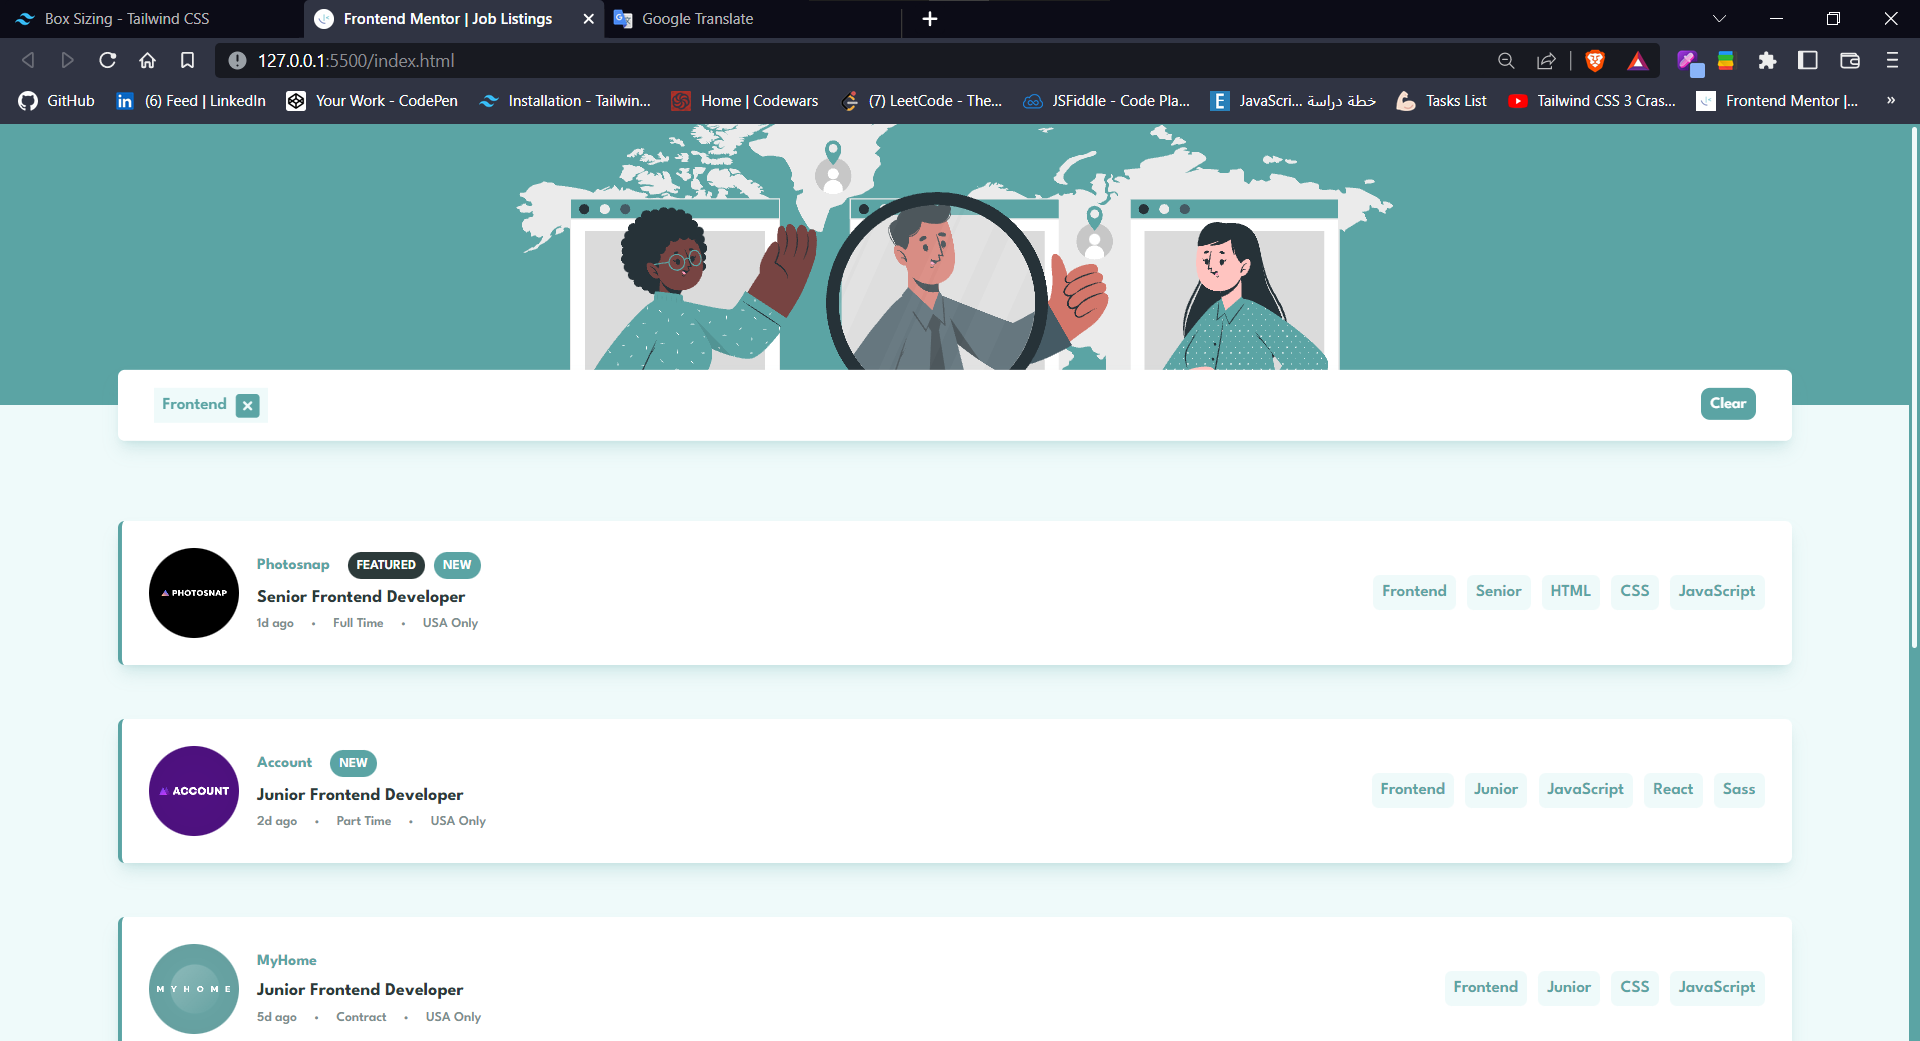 Box Sizing - Tailwind CSS
Frontend Mentor | Job Listings
Google Translate
127.0.0.1:5500/index.html
GitHub
(6) Feed | LinkedIn
Your Work - CodePen
Installation - Tailwin...
Home | Codewars
(7) LeetCode - The...
JSFiddle - Code Pla...
JavaScri... خطة دراسة
Tasks List
Tailwind CSS 3 Cras...
Frontend Mentor |...
Frontend
Clear
PHOTOSNAP
Photosnap FEATURED NEW
Senior Frontend Developer
1d ago • Full Time • USA Only
Frontend Senior HTML CSS JavaScript
ACCOUNT
Account NEW
Junior Frontend Developer
2d ago • Part Time • USA Only
Frontend Junior JavaScript React Sass
MYHOME
MyHome
Junior Frontend Developer
5d ago • Contract • USA Only
Frontend Junior CSS JavaScript